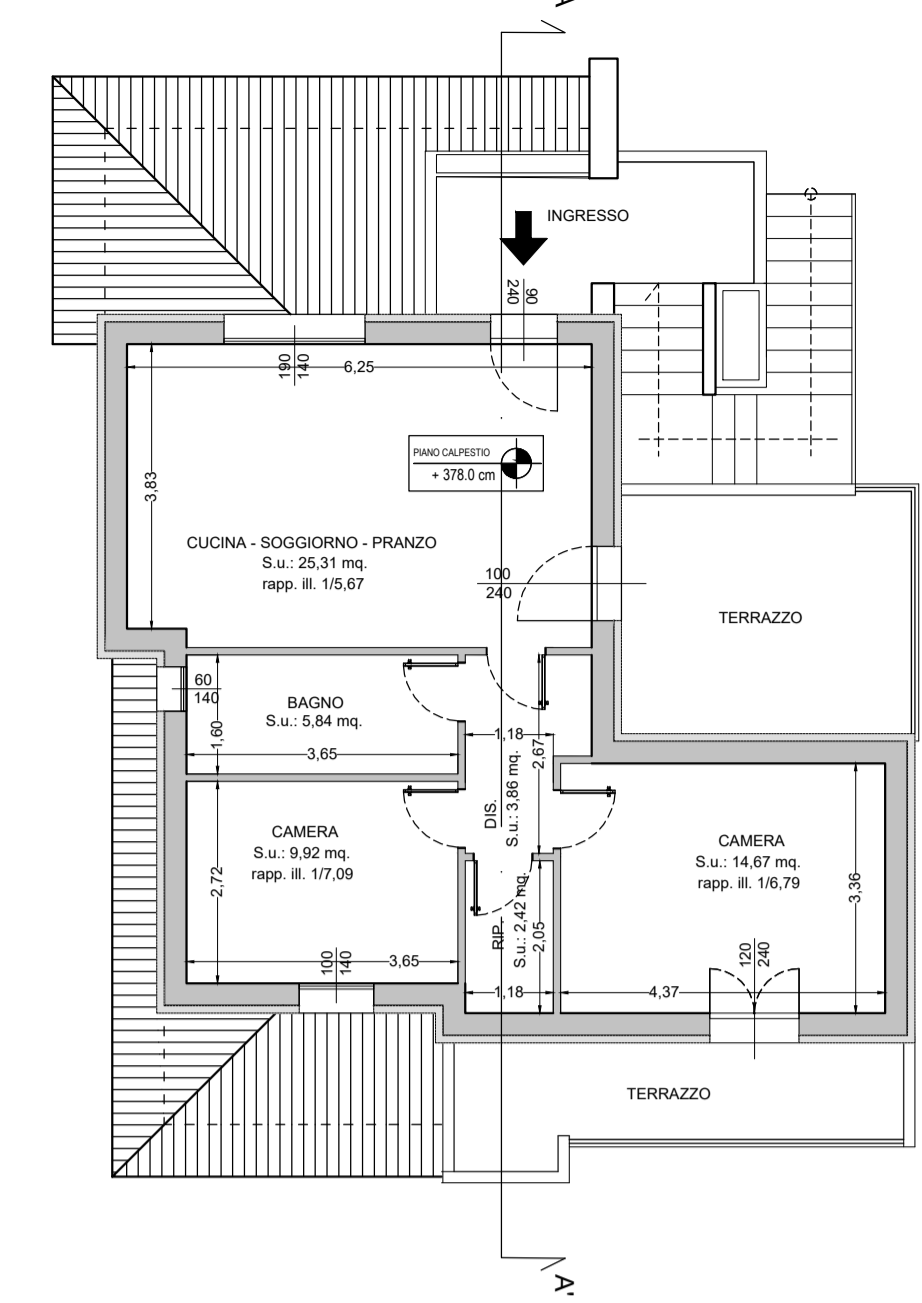 A
INGRESSO
90
240
190
140
6,25
PIANO CALPESTIO
+ 378.0 cm
3,83
CUCINA - SOGGIORNO - PRANZO
S.u.: 25,31 mq.
rapp. ill. 1/5,67
100
240
TERRAZZO
60
140
BAGNO
S.u.: 5,84 mq.
1,60
3,65
1,18
2,67
DIS.
S.u.: 3,86 mq.
CAMERA
S.u.: 9,92 mq.
rapp. ill. 1/7,09
2,72
3,65
100
140
CAMERA
S.u.: 14,67 mq.
rapp. ill. 1/6,79
3,36
RIP.
S.u.: 2,42 mq.
2,05
1,18
4,37
120
240
TERRAZZO
A'